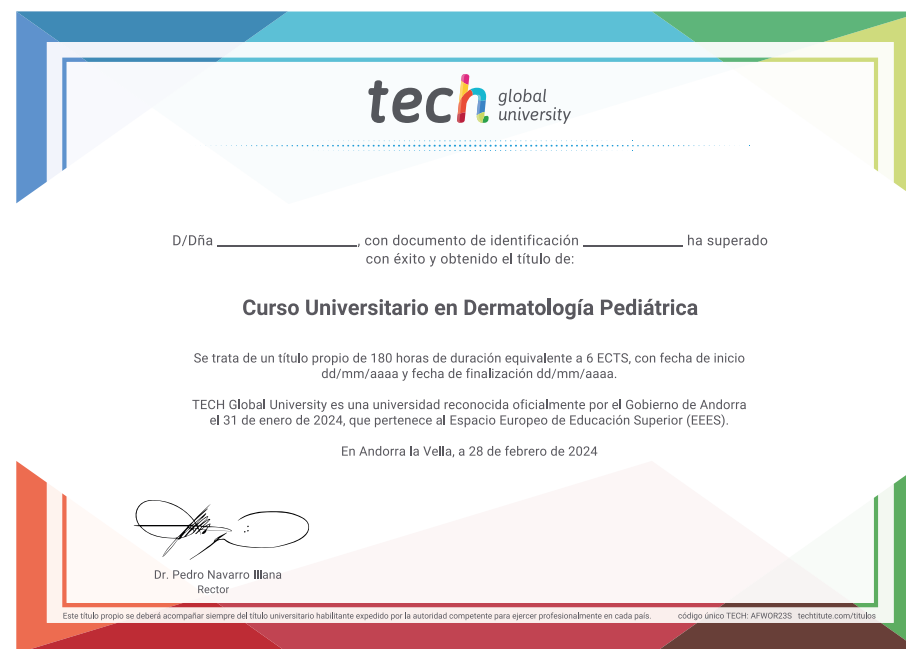 tech global university
D/Dña ____________________, con documento de identificación ______________ ha superado
con éxito y obtenido el título de:
Curso Universitario en Dermatología Pediátrica
Se trata de un título propio de 180 horas de duración equivalente a 6 ECTS, con fecha de inicio
dd/mm/aaaa y fecha de finalización dd/mm/aaaa.
TECH Global University es una universidad reconocida oficialmente por el Gobierno de Andorra
el 31 de enero de 2024, que pertenece al Espacio Europeo de Educación Superior (EEES).
En Andorra la Vella, a 28 de febrero de 2024
Dr. Pedro Navarro Illana
Rector
Este título propio se deberá acompañar siempre del título universitario habilitante expedido por la autoridad competente para ejercer profesionalmente en cada país. código único TECH: AFWOR23S techtitute.com/titulos